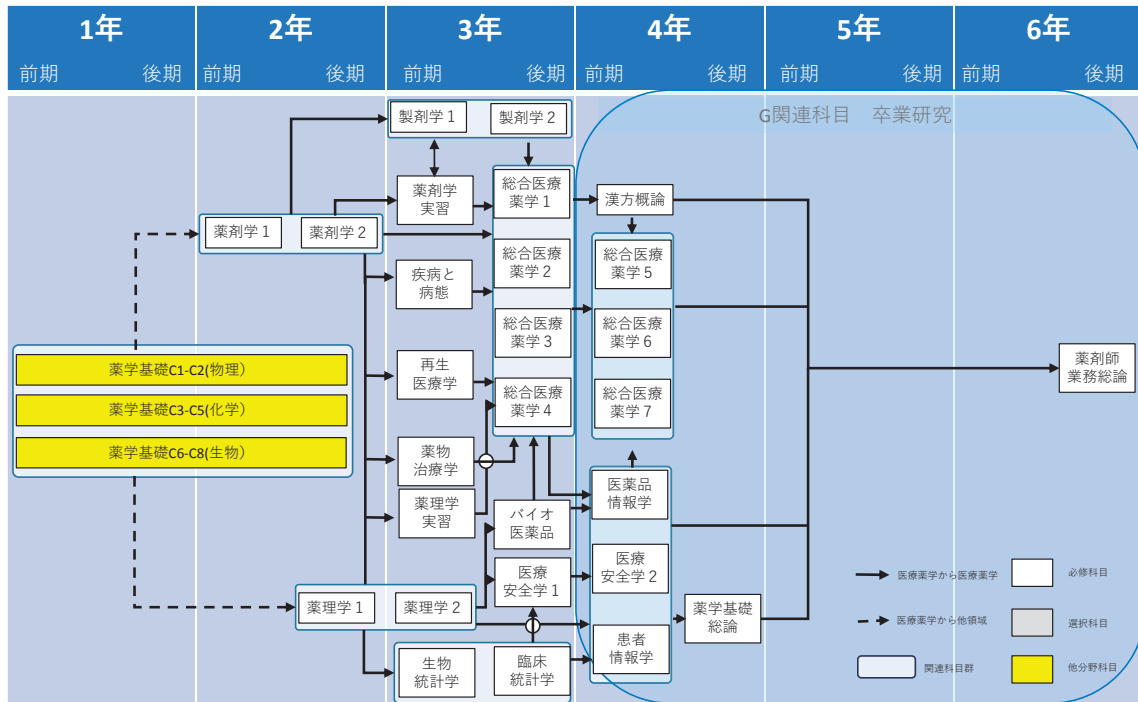 1年
2年
3年
4年
5年
6年
前期
後期
前期
後期
前期
後期
前期
後期
前期
後期
前期
後期
G関連科目 卒業研究
製剤学1
製剤学2
薬剤学
実習
総合医療
薬学1
漢方概論
薬剤学1
薬剤学2
疾病と
病態
総合医療
薬学2
総合医療
薬学5
総合医療
薬学3
総合医療
薬学6
薬学基礎C1-C2(物理)
薬学基礎C3-C5(化学)
薬学基礎C6-C8(生物)
再生
医療学
総合医療
薬学4
総合医療
薬学7
薬剤師
業務総論
薬物
治療学
薬理学
実習
バイオ
医薬品
医薬品
情報学
医療
安全学1
医療
安全学2
薬理学1
薬理学2
薬学基礎
総論
生物
統計学
臨床
統計学
患者
情報学
医療薬学から医療薬学
必修科目
医療薬学から他領域
選択科目
関連科目群
他分野科目